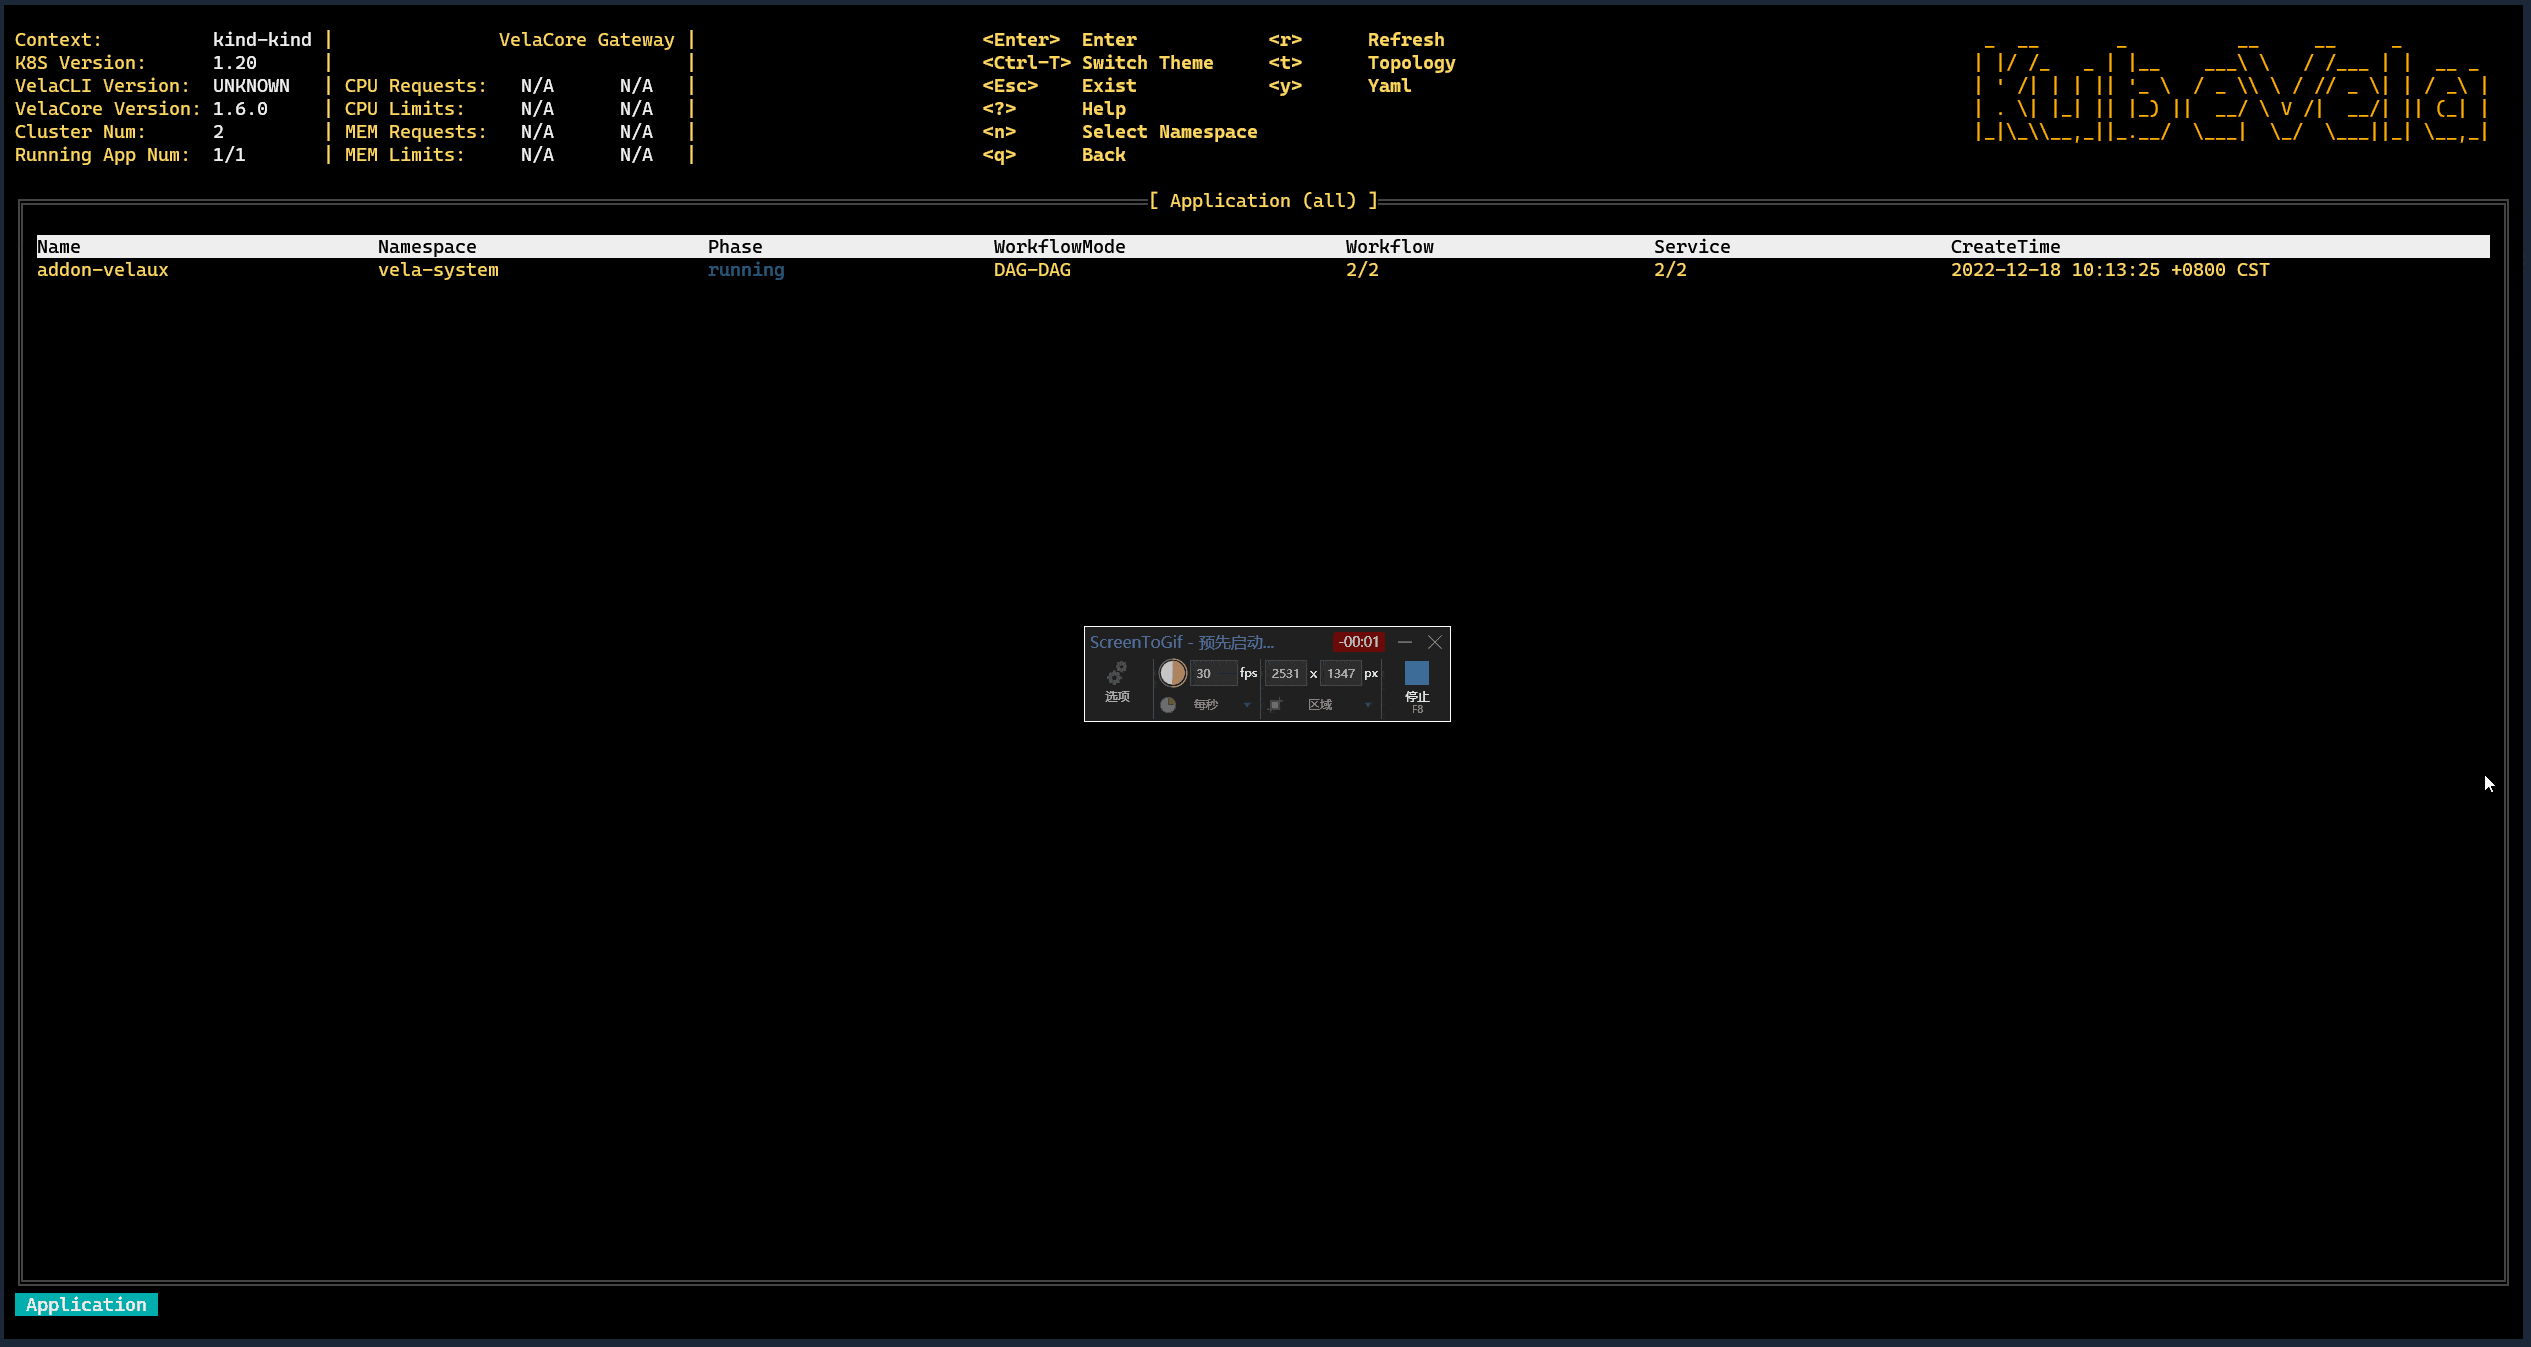 Context: kind-kind | VelaCore Gateway | <Enter> Enter <r> Refresh
K8S Version: 1.20 | | <Ctrl-T> Switch Theme <t> Topology
VelaCLI Version: UNKNOWN | CPU Requests: N/A N/A | <Esc> Exist <y> Yaml
VelaCore Version: 1.6.0 | CPU Limits: N/A N/A | <?> Help
Cluster Num: 2 | MEM Requests: N/A N/A | <n> Select Namespace
Running App Num: 1/1 | MEM Limits: N/A N/A | <q> Back
KubeVela
[ Application (all) ]
Name Namespace Phase WorkflowMode Workflow Service CreateTime
addon-velaux vela-system running DAG-DAG 2/2 2/2 2022-12-18 10:13:25 +0800 CST
ScreenToGif - 预先启动... -00:01
30 fps 2531 x 1347 px
选项 停止
每秒 区域 F8
Application